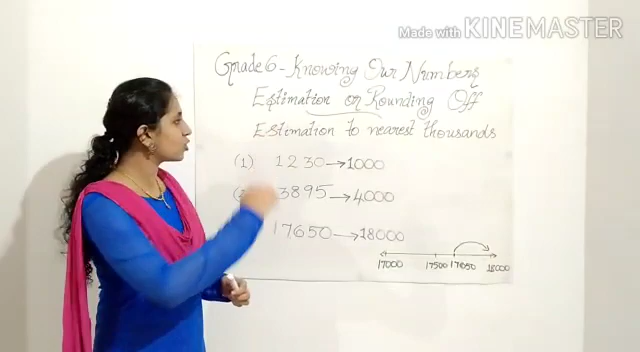 Made with KINEMASTER
Grade 6 - Knowing Our Numbers
Estimation or Rounding Off
Estimation to nearest thousands
(1) 1230 → 1000
3895 → 4000
17650 → 18000
17000 17500 17650 18000